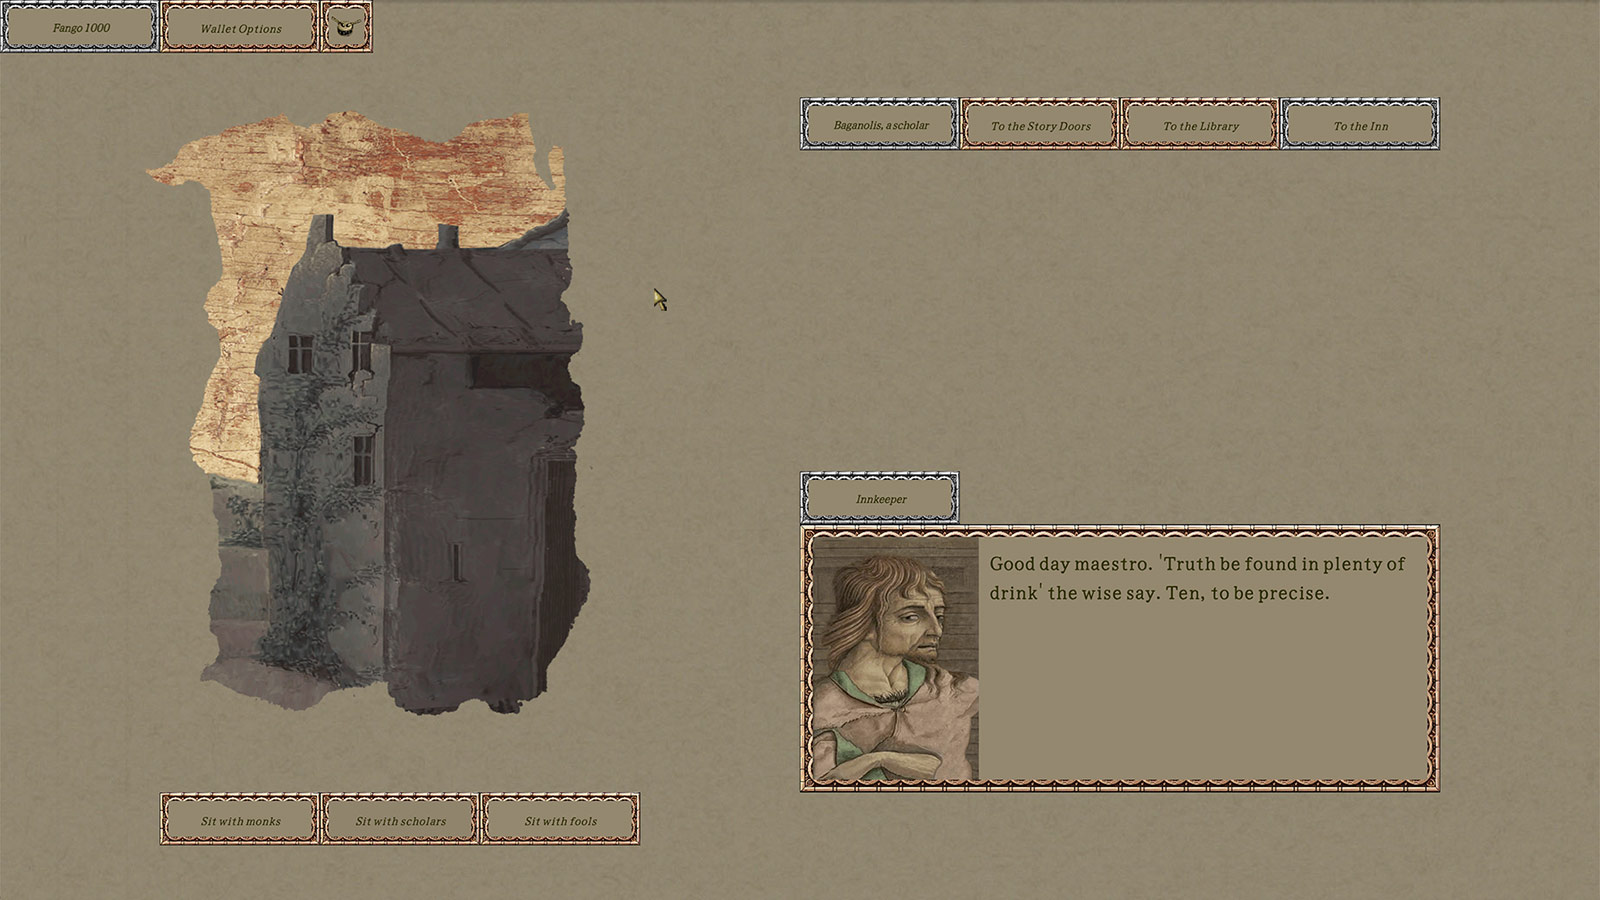 Fango 1000
Wallet Options
Baganolis, a scholar
To the Story Doors
To the Library
To the Inn
Innkeeper
Good day maestro. 'Truth be found in plenty of
drink' the wise say. Ten, to be precise.
Sit with monks
Sit with scholars
Sit with fools